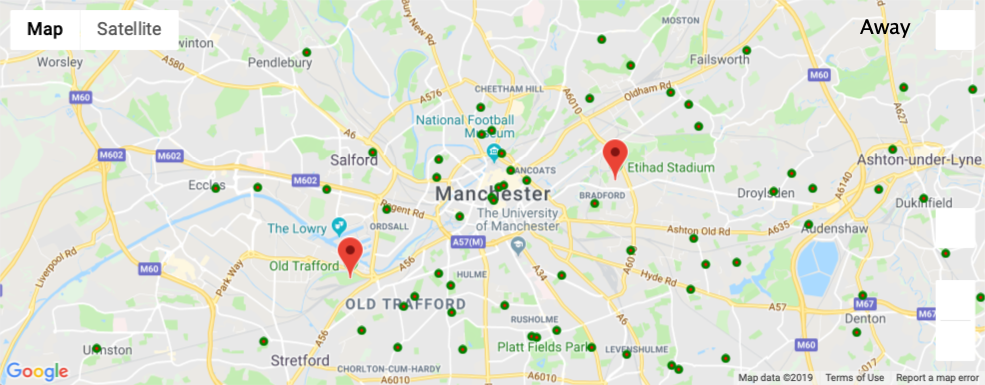 Map
Satellite
Away
Swinton
Worsley
Pendlebury
Bury New Rd
MOSTON
Failsworth
M60
A580
M60
A576
CHEETHAM HILL
A6010
Oldham Rd
A627
National Football
Museum
A6
M602
M602
Salford
ANCOATS
Etihad Stadium
Ashton-under-Lyne
Eccles
M602
Manchester
BRADFORD
Droylsden
A6140
Dukinfield
Regent Rd
The University
of Manchester
The Lowry
ORDSALL
A57(M)
Ashton Old Rd
A635
Audenshaw
Liverpool Rd
M60
Park Way
Old Trafford
A56
HULME
A34
A6010
Hyde Rd
OLD TRAFFORD
A57
M67
M67
RUSHOLME
A6
Denton
A56
Urmston
Stretford
Platt Fields Park
LEVENSHULME
M60
CHORLTON-CUM-HARDY
A6010
A6010
A017
Google
Map data ©2019
Terms of Use
Report a map error